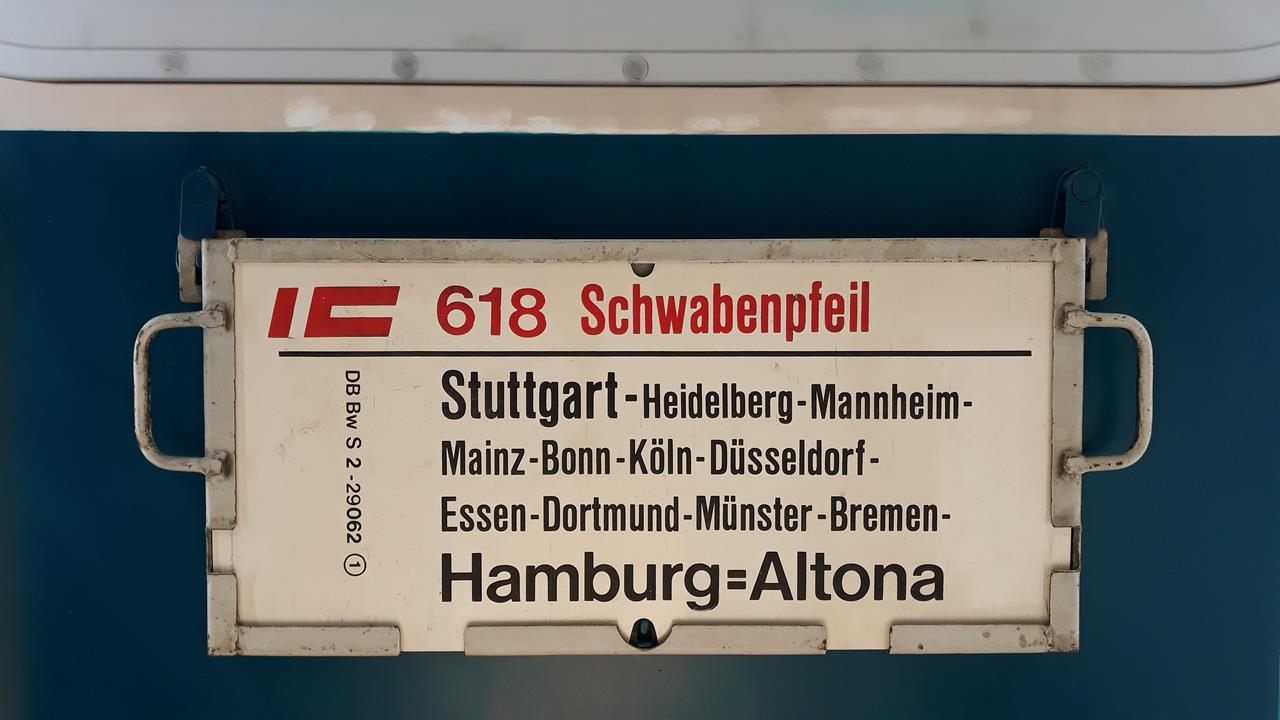 IC 618 Schwabenpfeil
Stuttgart-Heidelberg-Mannheim-
Mainz-Bonn-Köln-Düsseldorf-
Essen-Dortmund-Münster-Bremen-
Hamburg=Altona
DB Bw S 2 -29062 ①